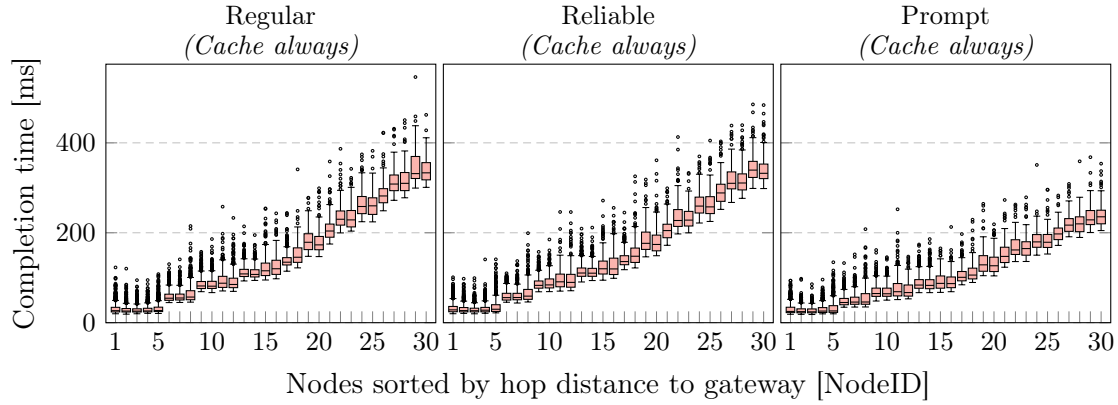 Regular
(Cache always)
Reliable
(Cache always)
Prompt
(Cache always)
Completion time [ms]
400
200
0
1 5 10 15 20 25 30
1 5 10 15 20 25 30
1 5 10 15 20 25 30
Nodes sorted by hop distance to gateway [NodeID]